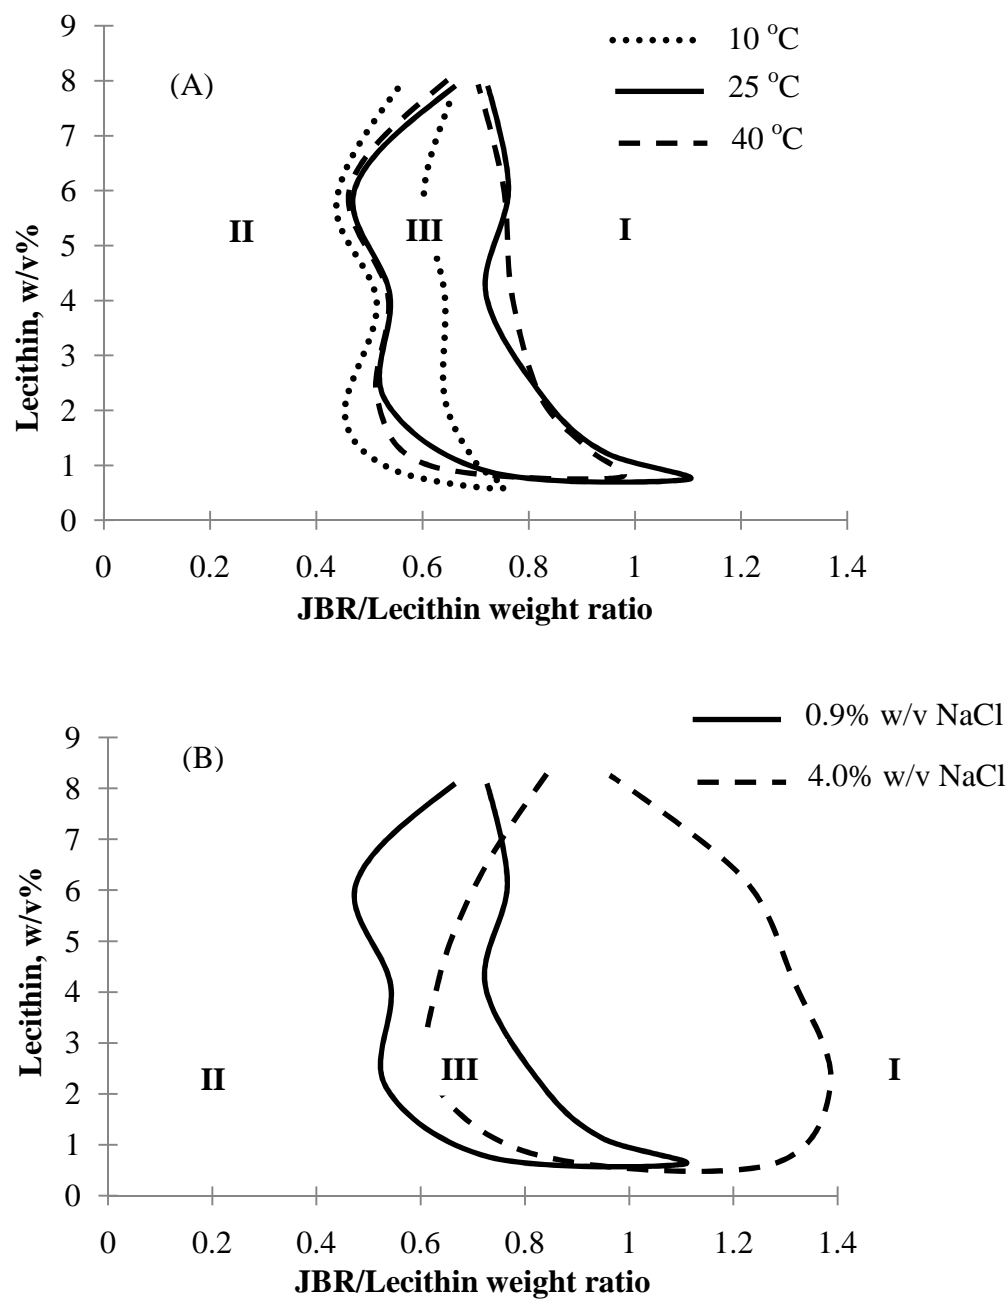 (A)
10 °C
25 °C
40 °C
9
8
7
6
5
4
3
2
1
0
Lecithin, w/v%
II
III
I
0 0.2 0.4 0.6 0.8 1 1.2 1.4
JBR/Lecithin weight ratio
0.9% w/v NaCl
4.0% w/v NaCl
(B)
9
8
7
6
5
4
3
2
1
0
Lecithin, w/v%
II
III
I
0 0.2 0.4 0.6 0.8 1 1.2 1.4
JBR/Lecithin weight ratio